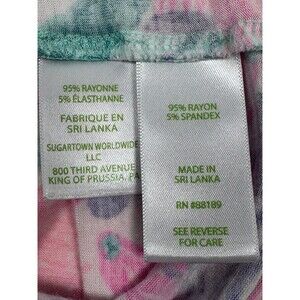 95% RAYONNE
5% ÉLASTHANNE
FABRIQUE EN
SRI LANKA
SUGARTOWN WORLDWIDE
LLC
800 THIRD AVENUE
KING OF PRUSSIA, PA
95% RAYON
5% SPANDEX
MADE IN
SRI LANKA
RN #88189
SEE REVERSE
FOR CARE